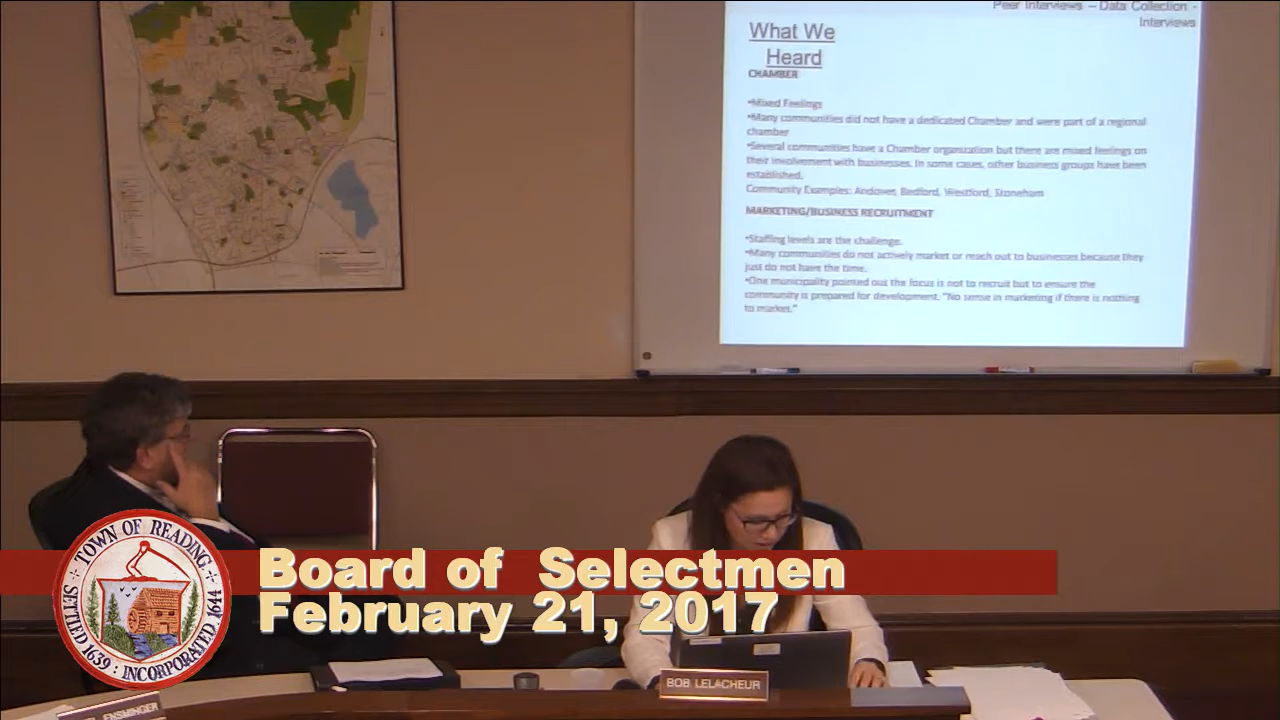 Peer Interviews – Data Collection -
Interviews
What We
Heard
CHAMBER
•Mixed Feelings
•Many communities did not have a dedicated Chamber and were part of a regional
chamber
•Several communities have a Chamber organization but there are mixed feelings on
their involvement with businesses. In some cases, other business groups have been
established.
Community Examples: Andover, Bedford, Westford, Stoneham
MARKETING/BUSINESS RECRUITMENT
•Staffing levels are the challenge.
•Many communities do not actively market or reach out to businesses because they
just do not have the time.
•One municipality pointed out the focus is not to recruit but to ensure the
community is prepared for development. "No sense in marketing if there is nothing
to market."
TOWN OF READING
SETTLED 1639 : INCORPORATED 1644
Board of Selectmen
February 21, 2017
BOB LELACHEUR
ENSMINGER